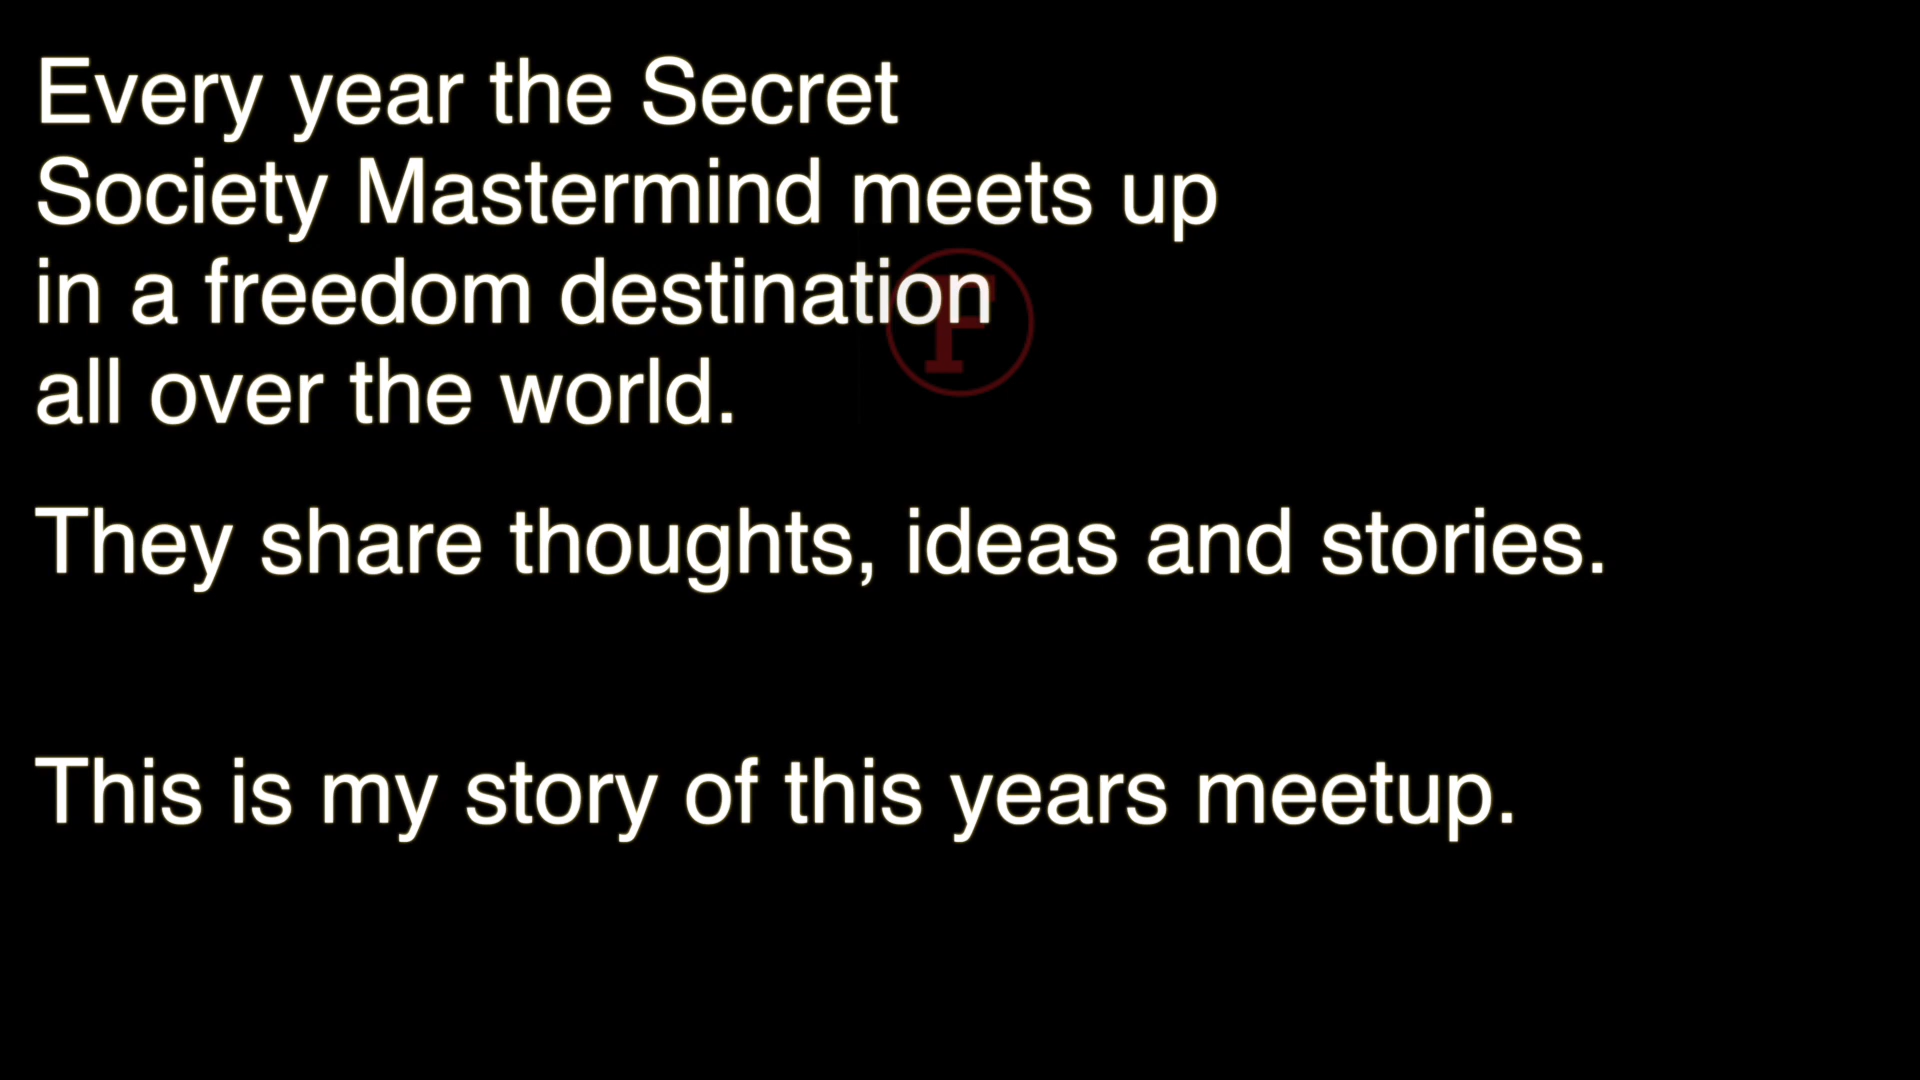 Every year the Secret
Society Mastermind meets up
in a freedom destination
all over the world.
They share thoughts, ideas and stories.
This is my story of this years meetup.
F